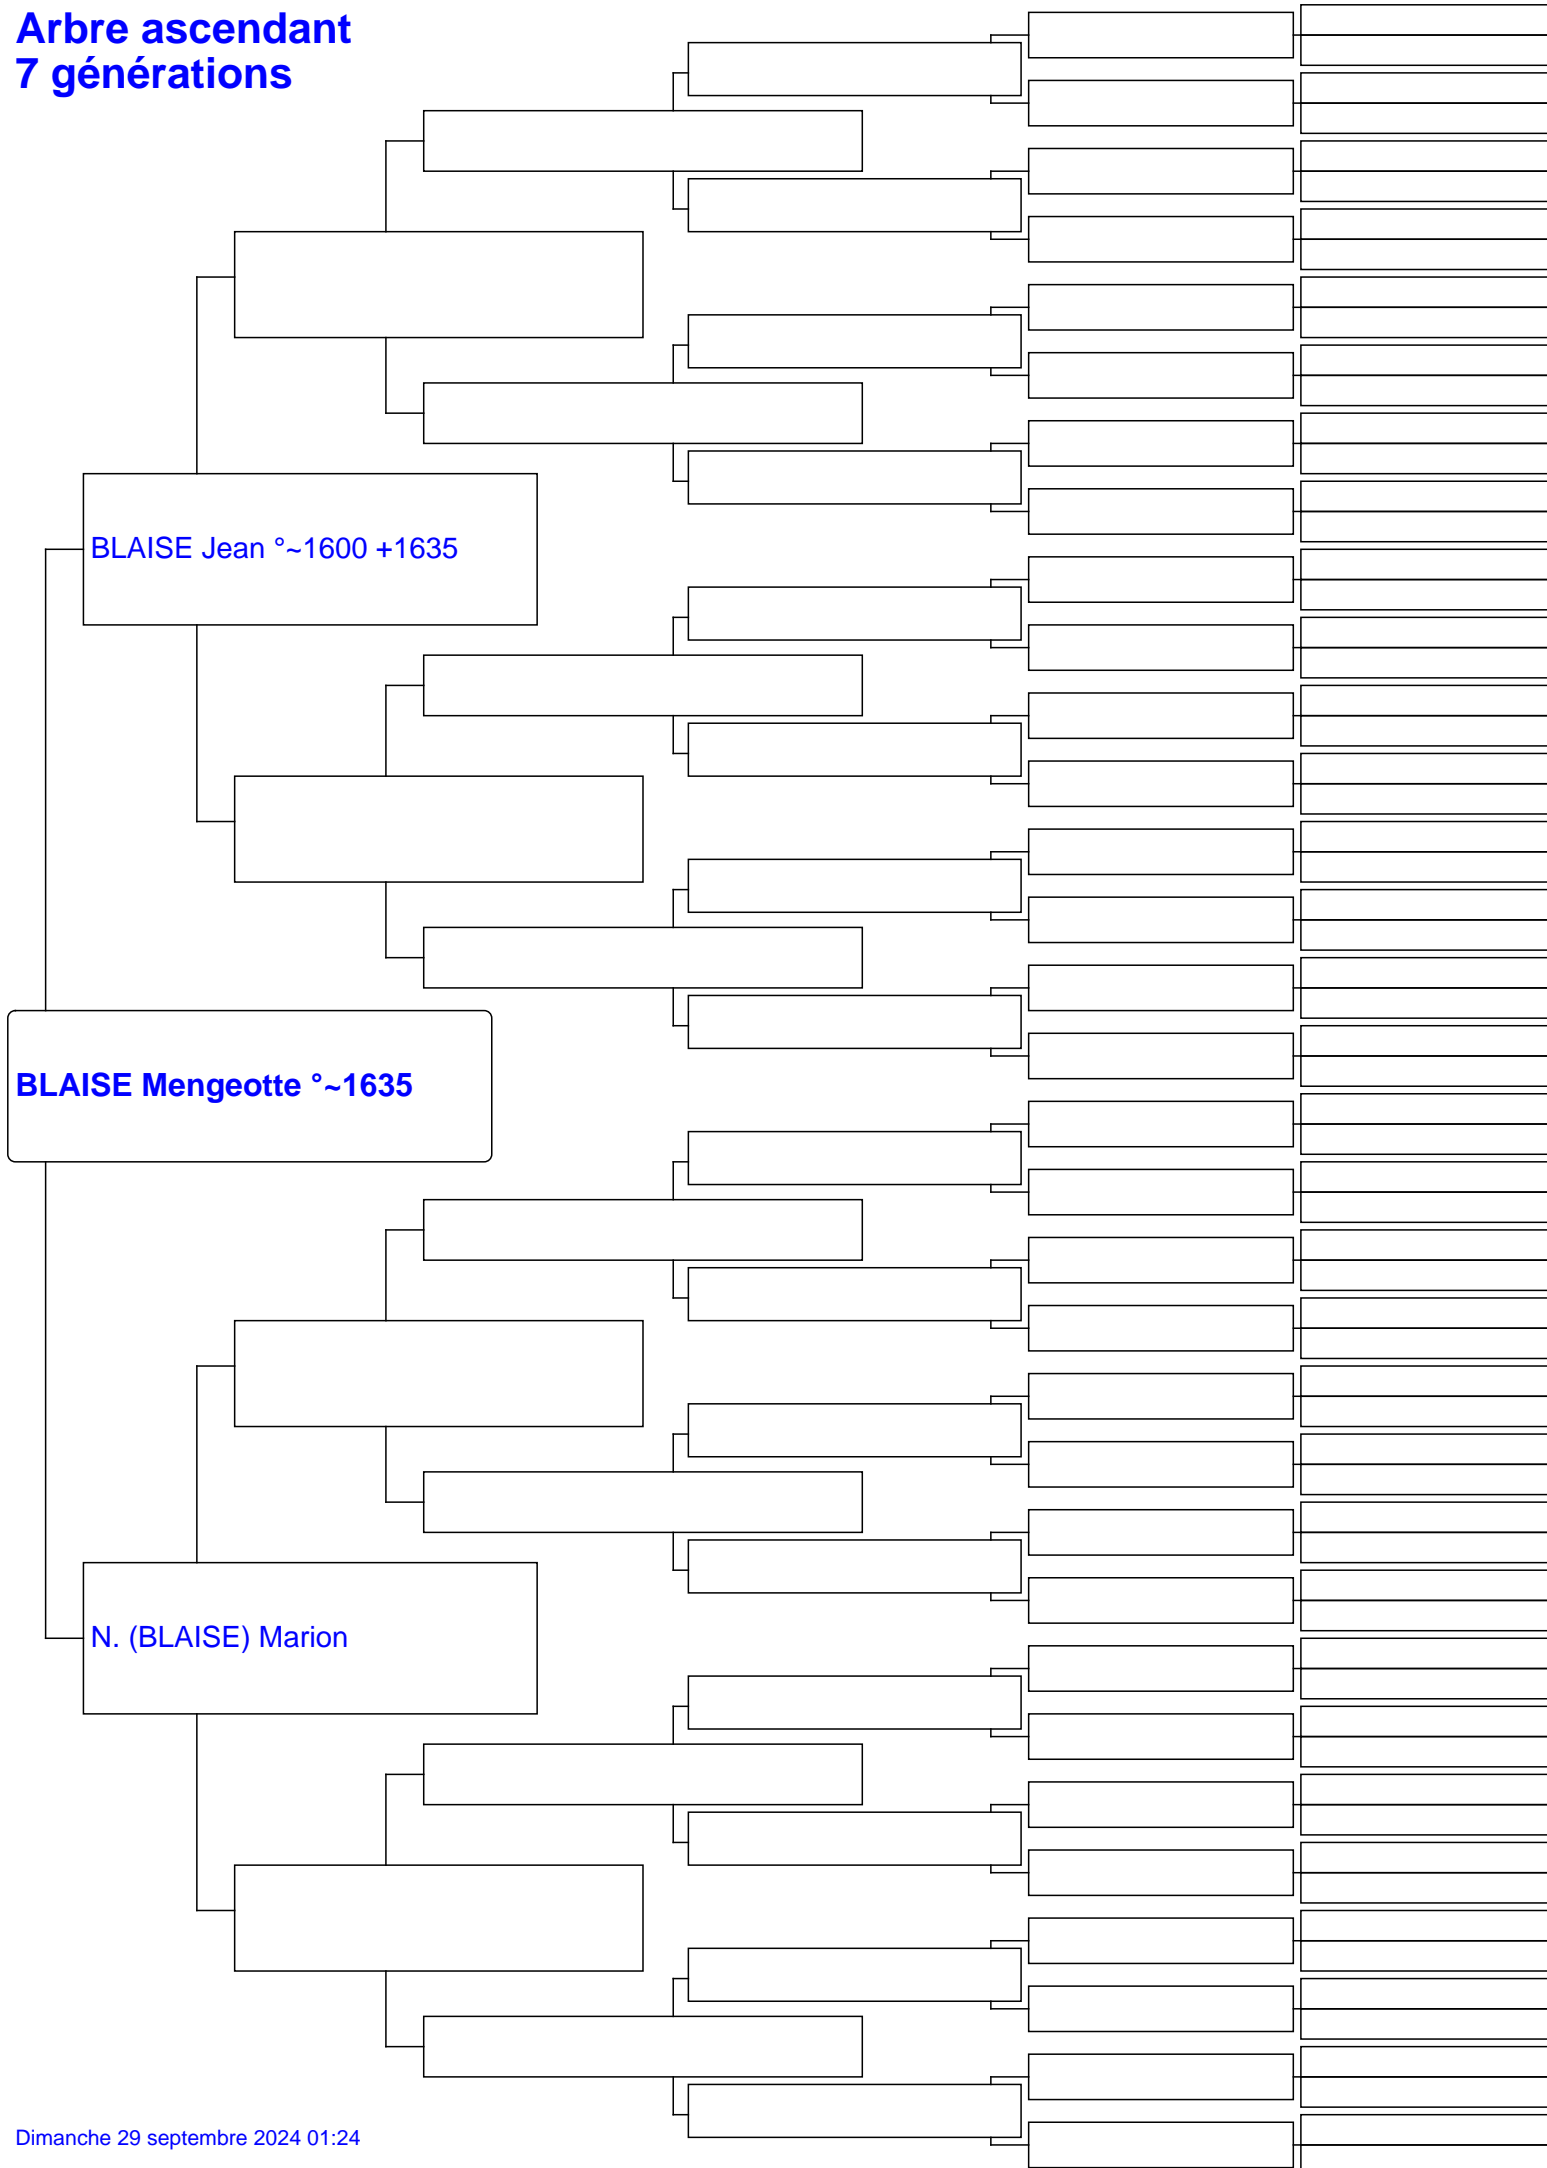 Arbre ascendant
7 générations
BLAISE Jean °~1600 +1635
BLAISE Mengeotte °~1635
N. (BLAISE) Marion
Dimanche 29 septembre 2024 01:24